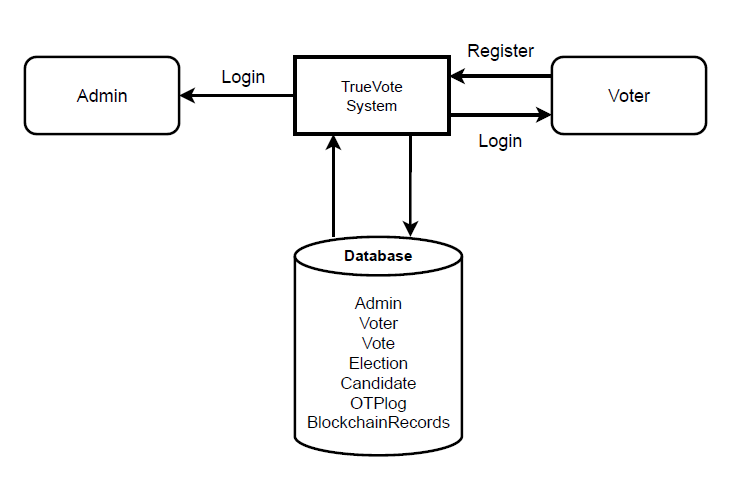 Register
Login
Admin
TrueVote
System
Voter
Login
Database
Admin
Voter
Vote
Election
Candidate
OTPlog
BlockchainRecords